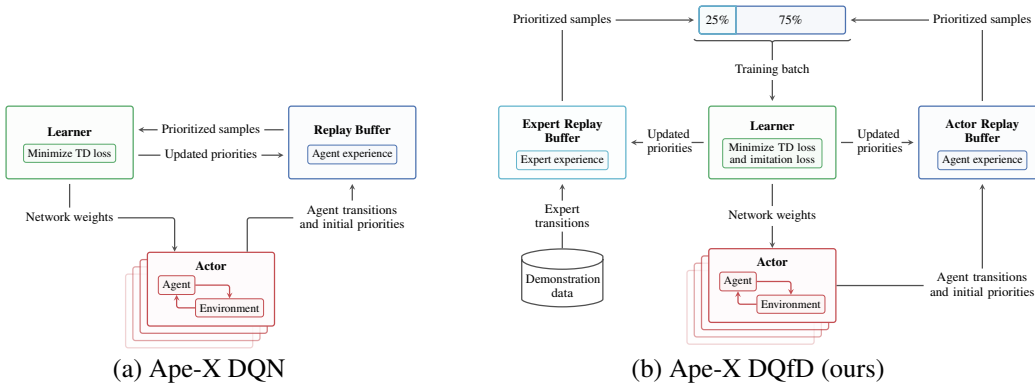 Learner
Minimize TD loss
Prioritized samples
Updated priorities
Replay Buffer
Agent experience
Network weights
Agent transitions
and initial priorities
Actor
Agent
Environment
(a) Ape-X DQN
Prioritized samples
25%
75%
Prioritized samples
Training batch
Expert Replay
Buffer
Expert experience
Updated
priorities
Learner
Minimize TD loss
and imitation loss
Updated
priorities
Actor Replay
Buffer
Agent experience
Expert
transitions
Network weights
Demonstration
data
Actor
Agent
Environment
Agent transitions
and initial priorities
(b) Ape-X DQfD (ours)